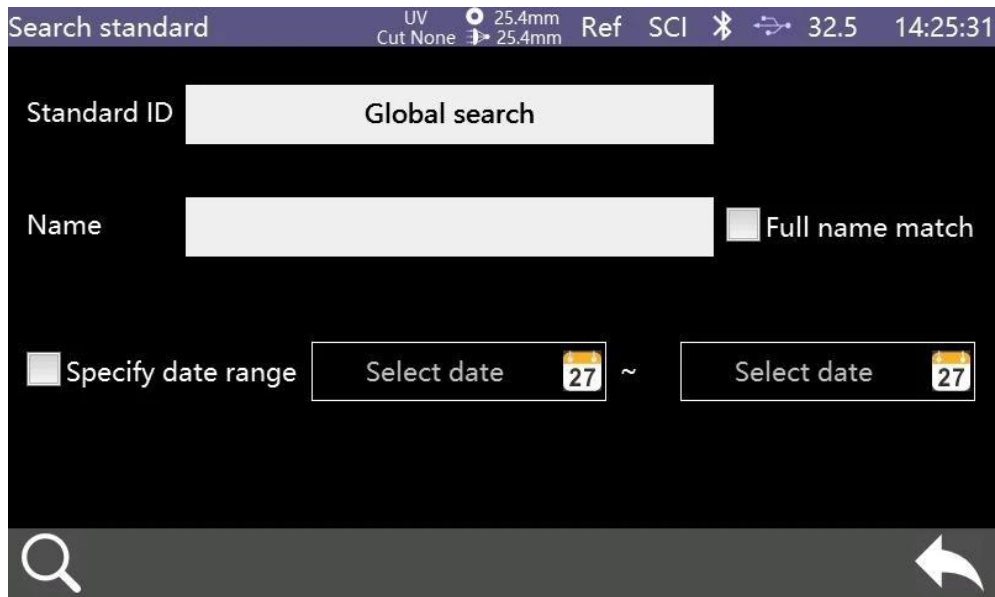 Search standard UV 25.4mm Ref SCI 32.5 14:25:31
Cut None 25.4mm
Standard ID Global search
Name Full name match
Specify date range Select date 27 ~ Select date 27